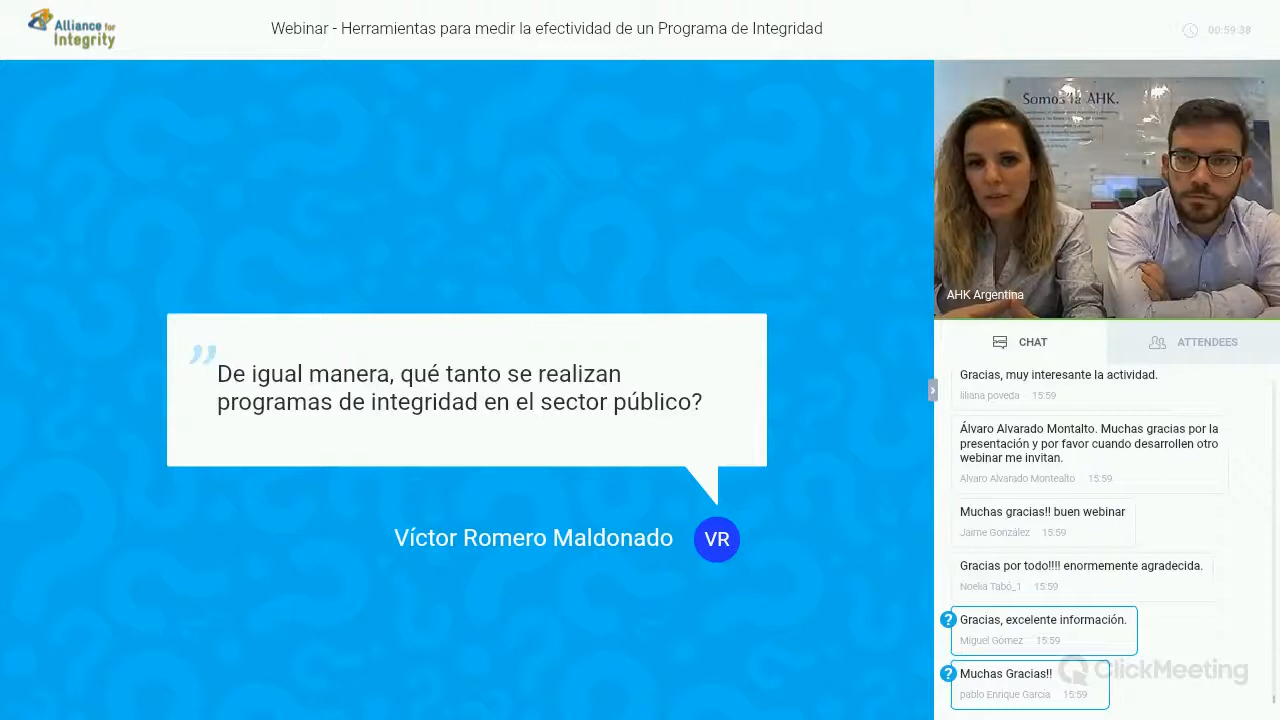 Alliance for
Integrity
Webinar - Herramientas para medir la efectividad de un Programa de Integridad
00:59:38
Somos la AHK.
AHK Argentina
”
De igual manera, qué tanto se realizan
programas de integridad en el sector público?
Víctor Romero Maldonado
VR
CHAT
ATTENDEES
Gracias, muy interesante la actividad.
liliana poveda 15:59
Álvaro Alvarado Montalto. Muchas gracias por la
presentación y por favor cuando desarrollen otro
webinar me invitan.
Alvaro Alvarado Montealto 15:59
Muchas gracias!! buen webinar
Jaime González 15:59
Gracias por todo!!!! enormemente agradecida.
Noelia Tabó_1 15:59
?
Gracias, excelente información.
Miguel Gómez 15:59
?
Muchas Gracias!!
pablo Enrique Garcia 15:59
ClickMeeting